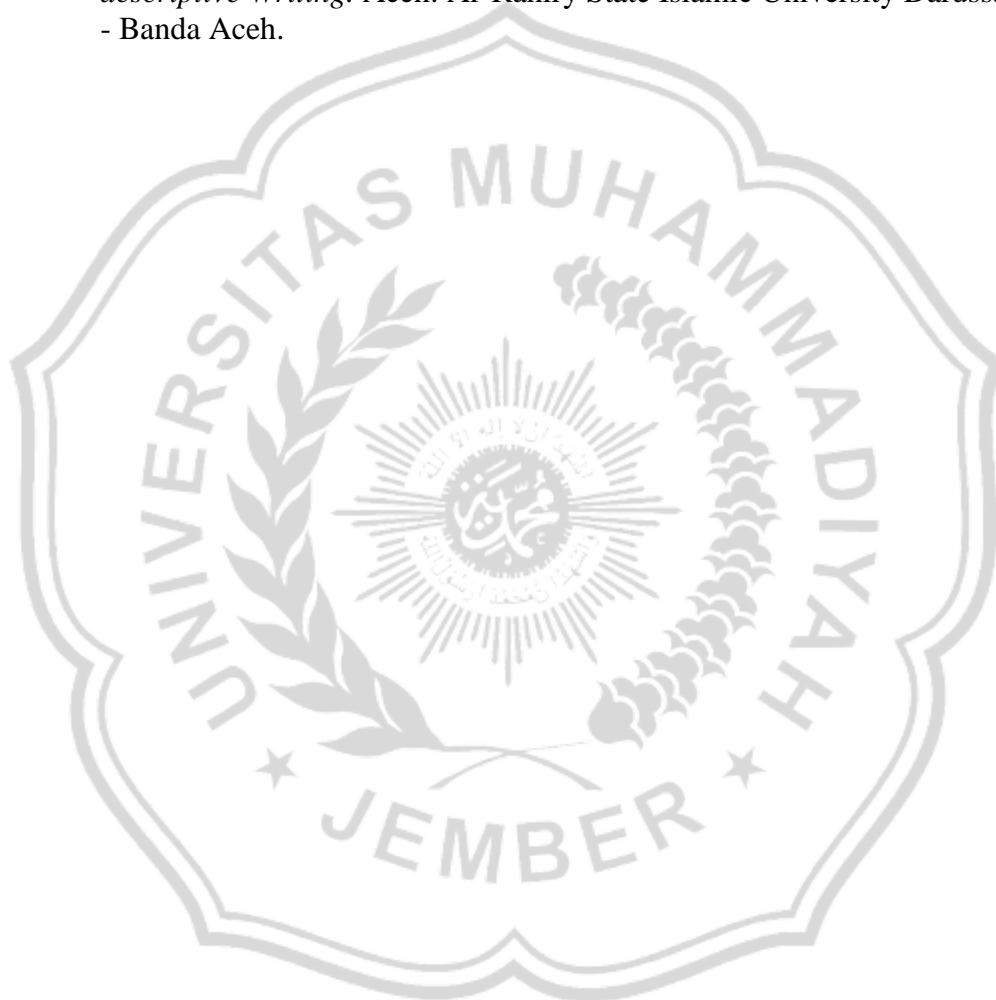 descriptive writing. Aceh: Ar-Raniry State Islamic University
- Banda Aceh.
UNIVERSITAS MUHAMMADIYAH
JEMBER